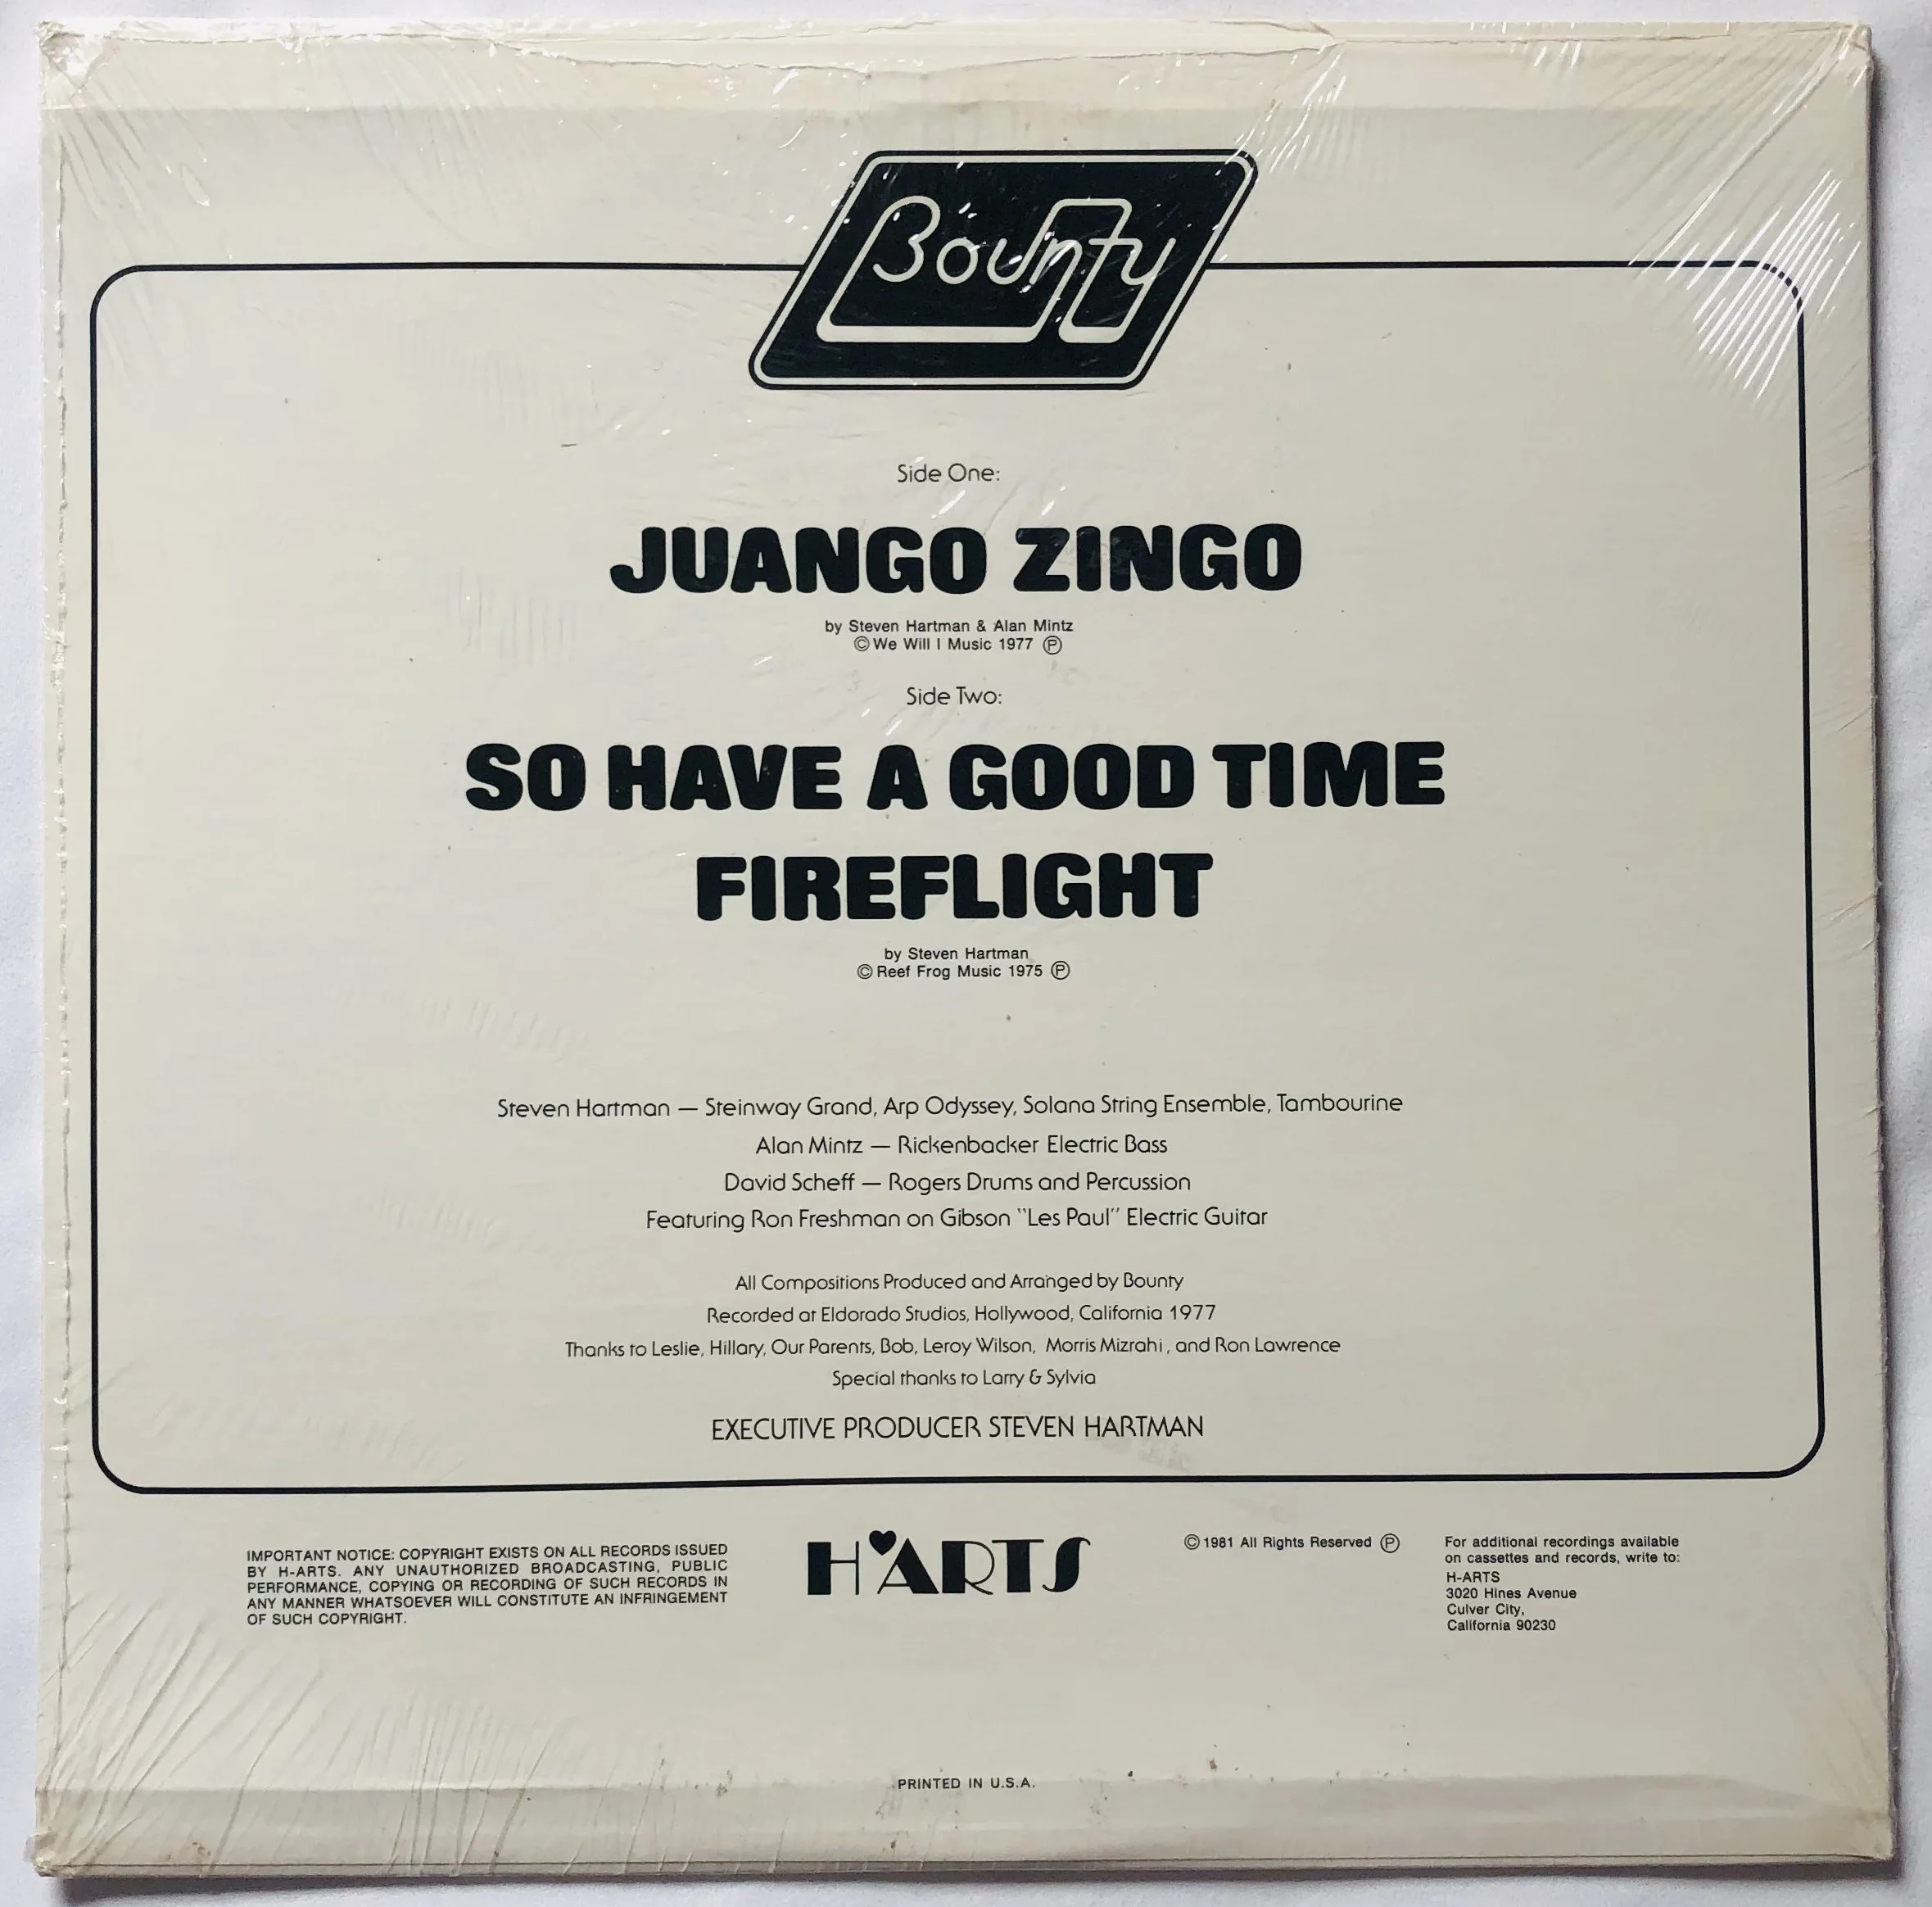 Bounty
Side One:
JUANGO ZINGO
by Steven Hartman & Alan Mintz
© We Will I Music 1977 ℗
Side Two:
SO HAVE A GOOD TIME
FIREFLIGHT
by Steven Hartman
© Reef Frog Music 1975 ℗
Steven Hartman — Steinway Grand, Arp Odyssey, Solana String Ensemble, Tambourine
Alan Mintz — Rickenbacker Electric Bass
David Scheff — Rogers Drums and Percussion
Featuring Ron Freshman on Gibson "Les Paul" Electric Guitar
All Compositions Produced and Arranged by Bounty
Recorded at Eldorado Studios, Hollywood, California 1977
Thanks to Leslie, Hillary, Our Parents, Bob, Leroy Wilson, Morris Mizrahi, and Ron Lawrence
Special thanks to Larry & Sylvia
EXECUTIVE PRODUCER STEVEN HARTMAN
IMPORTANT NOTICE: COPYRIGHT EXISTS ON ALL RECORDS ISSUED
BY H-ARTS. ANY UNAUTHORIZED BROADCASTING, PUBLIC
PERFORMANCE, COPYING OR RECORDING OF SUCH RECORDS IN
ANY MANNER WHATSOEVER WILL CONSTITUTE AN INFRINGEMENT
OF SUCH COPYRIGHT.
H♥ARTS
© 1981 All Rights Reserved ℗
For additional recordings available
on cassettes and records, write to:
H-ARTS
3020 Hines Avenue
Culver City,
California 90230
PRINTED IN U.S.A.